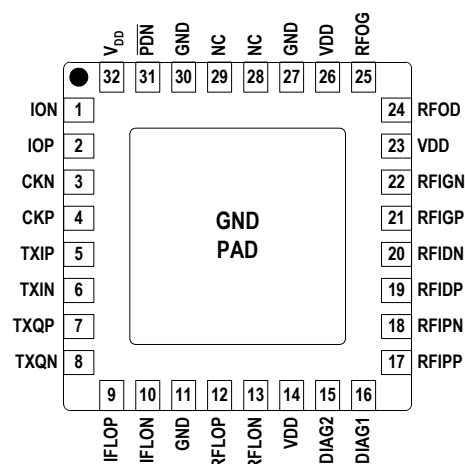 VDD
PDN
GND
NC
NC
GND
VDD
RFOG
32 31 30 29 28 27 26 25
ION 1
IOP 2
CKN 3
CKP 4
TXIP 5
TXIN 6
TXQP 7
TXQN 8
GND
PAD
24 RFOD
23 VDD
22 RFIGN
21 RFIGP
20 RFIDN
19 RFIDP
18 RFIPN
17 RFIPP
9 10 11 12 13 14 15 16
IFLOP
IFLON
GND
RFLOP
RFLON
VDD
DIAG2
DIAG1